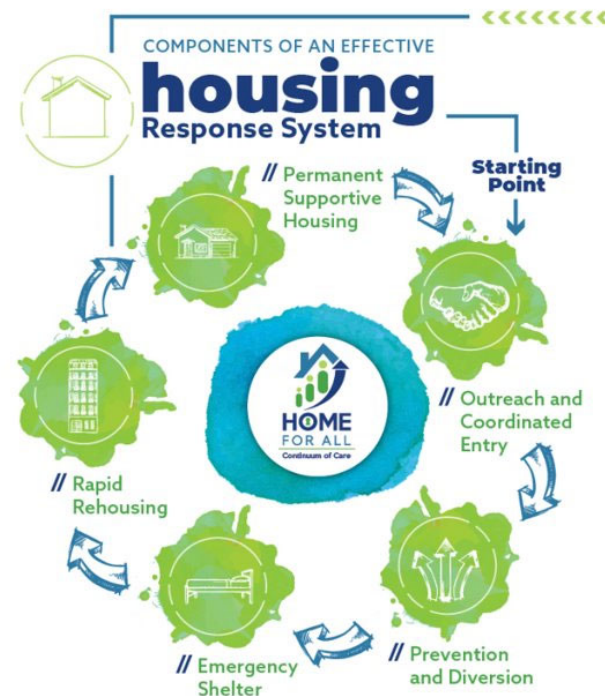 COMPONENTS OF AN EFFECTIVE
housing
Response System
Starting
Point
// Permanent
Supportive
Housing
// Outreach and
Coordinated
Entry
HOME
FOR ALL
Continuum of Care
// Rapid
Rehousing
// Emergency
Shelter
// Prevention
and Diversion